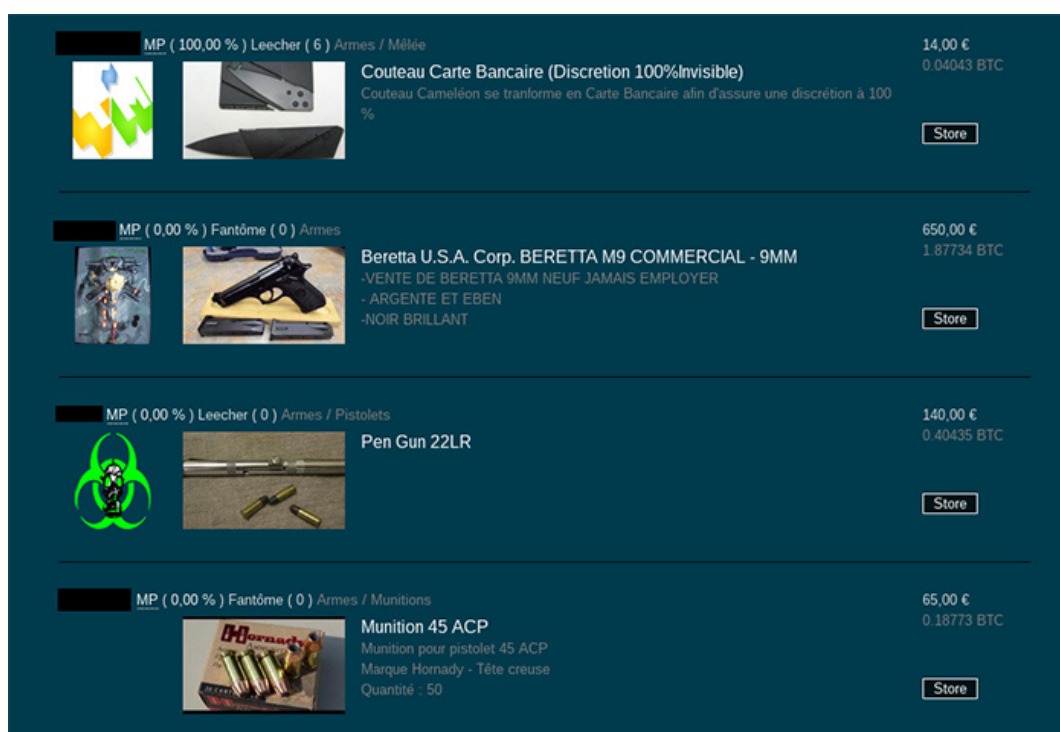 MP ( 100,00 % ) Leecher ( 6 ) Armes / Mêlée
14,00 €
0.04043 BTC
Couteau Carte Bancaire (Discretion 100%Invisible)
Couteau Cameléon se tranforme en Carte Bancaire afin d'assure une discrétion à 100
%
Store
MP ( 0,00 % ) Fantôme ( 0 ) Armes
650,00 €
1.87734 BTC
Beretta U.S.A. Corp. BERETTA M9 COMMERCIAL - 9MM
-VENTE DE BERETTA 9MM NEUF JAMAIS EMPLOYER
- ARGENTE ET EBEN
-NOIR BRILLANT
Store
MP ( 0,00 % ) Leecher ( 0 ) Armes / Pistolets
140,00 €
0.40435 BTC
Pen Gun 22LR
Store
MP ( 0,00 % ) Fantôme ( 0 ) Armes / Munitions
65,00 €
0.18773 BTC
Hornady
Munition 45 ACP
Munition pour pistolet 45 ACP
Marque Hornady - Tête creuse
Quantité : 50
Store